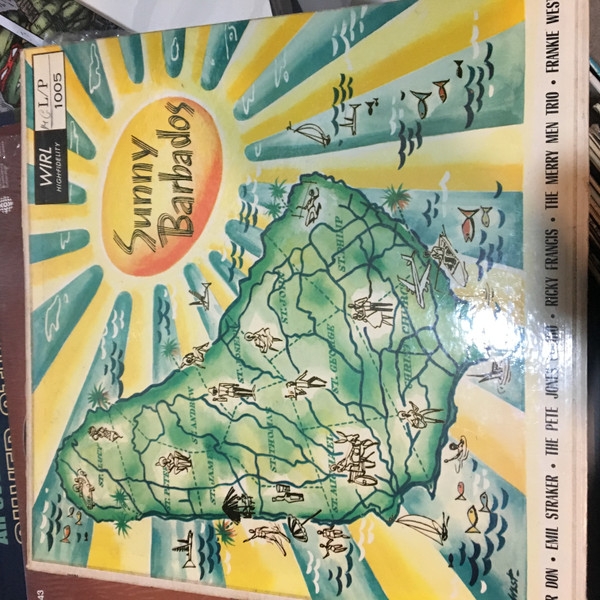 L/P
1005
WIRL
HIGH FIDELITY
Sunny
Barbados
ST. PHILIP
ST. JOHN
ST. GEORGE
CHRIST CHURCH
ST. JOSEPH
ST. ANDREW
ST. THOMAS
ST. JAMES
ST. PETER
ST. LUCY
ST. MICHAEL
DON • EMIL STRAKER • THE PETE JONES • RICKY FRANCIS • THE MERRY MEN TRIO • FRANKIE WEST
43